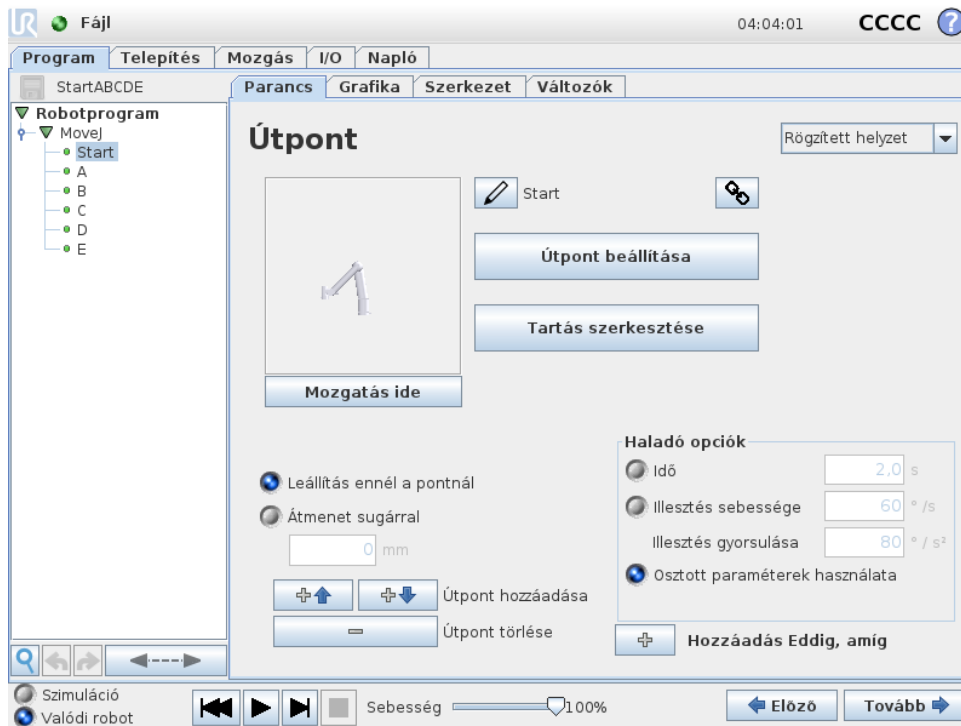 UR Fájl 04:04:01 CCCC ?
Program Telepítés Mozgás I/O Napló
StartABCDE Parancs Grafika Szerkezet Változók
Robotprogram
MoveJ
Start
A
B
C
D
E
Útpont Rögzített helyzet
Start
Útpont beállítása
Tartás szerkesztése
Mozgatás ide
Leállítás ennél a pontnál
Átmenet sugárral
0 mm
Útpont hozzáadása
Útpont törlése
Haladó opciók
Idő 2,0 s
Illesztés sebessége 60 ° /s
Illesztés gyorsulása 80 ° / s²
Osztott paraméterek használata
Hozzáadás Eddig, amíg
Szimuláció
Valódi robot
Sebesség 100%
Előző Tovább